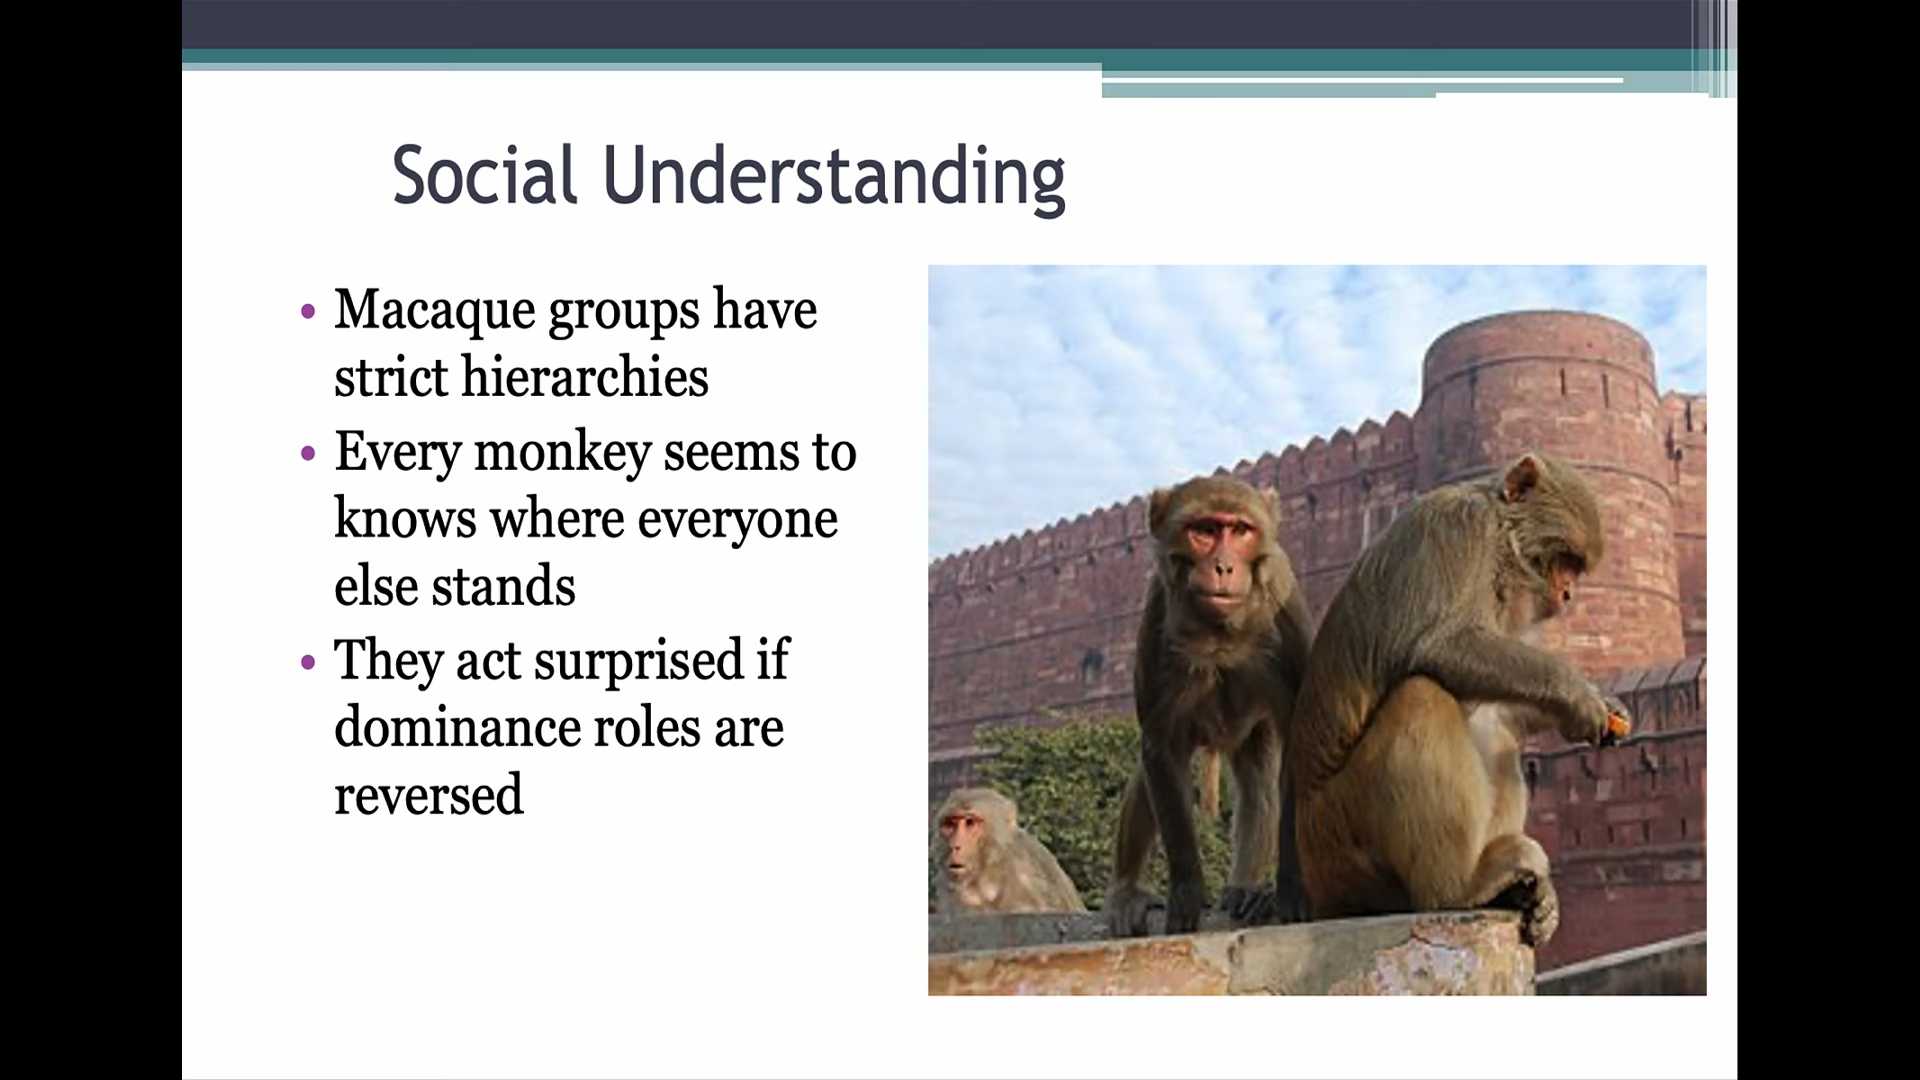 Social Understanding
• Macaque groups have
strict hierarchies
• Every monkey seems to
knows where everyone
else stands
• They act surprised if
dominance roles are
reversed